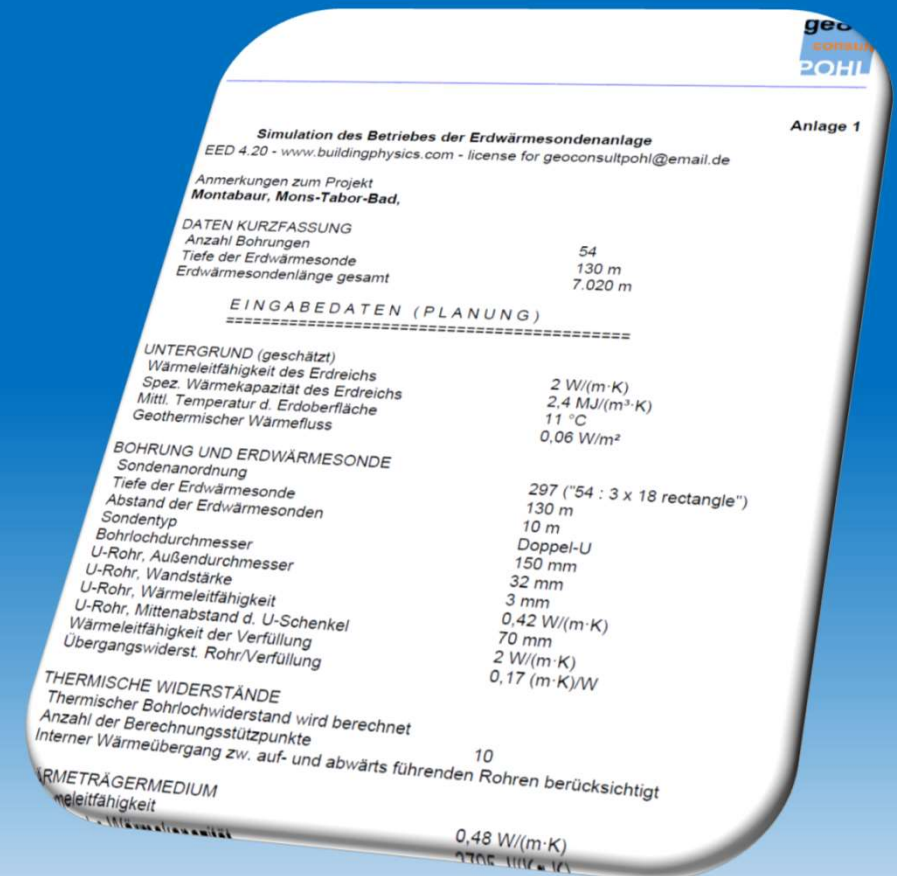 geo
consu
POHL
Anlage 1
Simulation des Betriebes der Erdwärmesondenanlage
EED 4.20 - www.buildingphysics.com - license for geoconsultpohl@email.de
Anmerkungen zum Projekt
Montabaur, Mons-Tabor-Bad,
DATEN KURZFASSUNG
Anzahl Bohrungen 54
Tiefe der Erdwärmesonde 130 m
Erdwärmesondenlänge gesamt 7.020 m
E I N G A B E D A T E N ( P L A N U N G )
============================================
UNTERGRUND (geschätzt)
Wärmeleitfähigkeit des Erdreichs 2 W/(m·K)
Spez. Wärmekapazität des Erdreichs 2,4 MJ/(m³·K)
Mittl. Temperatur d. Erdoberfläche 11 °C
Geothermischer Wärmefluss 0,06 W/m²
BOHRUNG UND ERDWÄRMESONDE
Sondenanordnung 297 ("54 : 3 x 18 rectangle")
Tiefe der Erdwärmesonde 130 m
Abstand der Erdwärmesonden 10 m
Sondentyp Doppel-U
Bohrlochdurchmesser 150 mm
U-Rohr, Außendurchmesser 32 mm
U-Rohr, Wandstärke 3 mm
U-Rohr, Wärmeleitfähigkeit 0,42 W/(m·K)
U-Rohr, Mittenabstand d. U-Schenkel 70 mm
Wärmeleitfähigkeit der Verfüllung 2 W/(m·K)
Übergangswiderst. Rohr/Verfüllung 0,17 (m·K)/W
THERMISCHE WIDERSTÄNDE
Thermischer Bohrlochwiderstand wird berechnet
Anzahl der Berechnungsstützpunkte 10
Interner Wärmeübergang zw. auf- und abwärts führenden Rohren berücksichtigt
RMETRÄGERMEDIUM
meleitfähigkeit 0,48 W/(m·K)